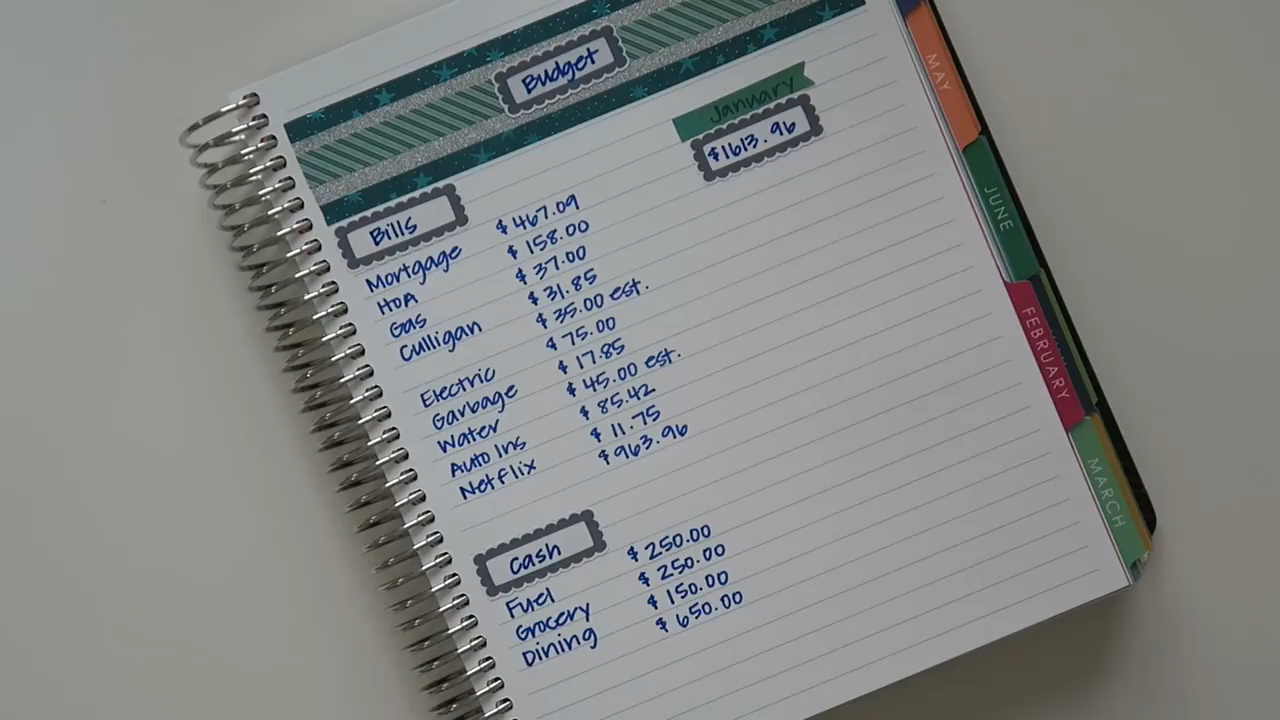 Budget
January
$1613.96
Bills
Mortgage $467.09
HOA $158.00
Gas $37.00
Culligan $31.85
$35.00 est.
Electric $75.00
Garbage $17.85
Water $45.00 est.
Auto Ins $85.42
Netflix $11.75
$963.96
Cash
Fuel $250.00
Grocery $250.00
Dining $150.00
$650.00
MAY
JUNE
FEBRUARY
MARCH